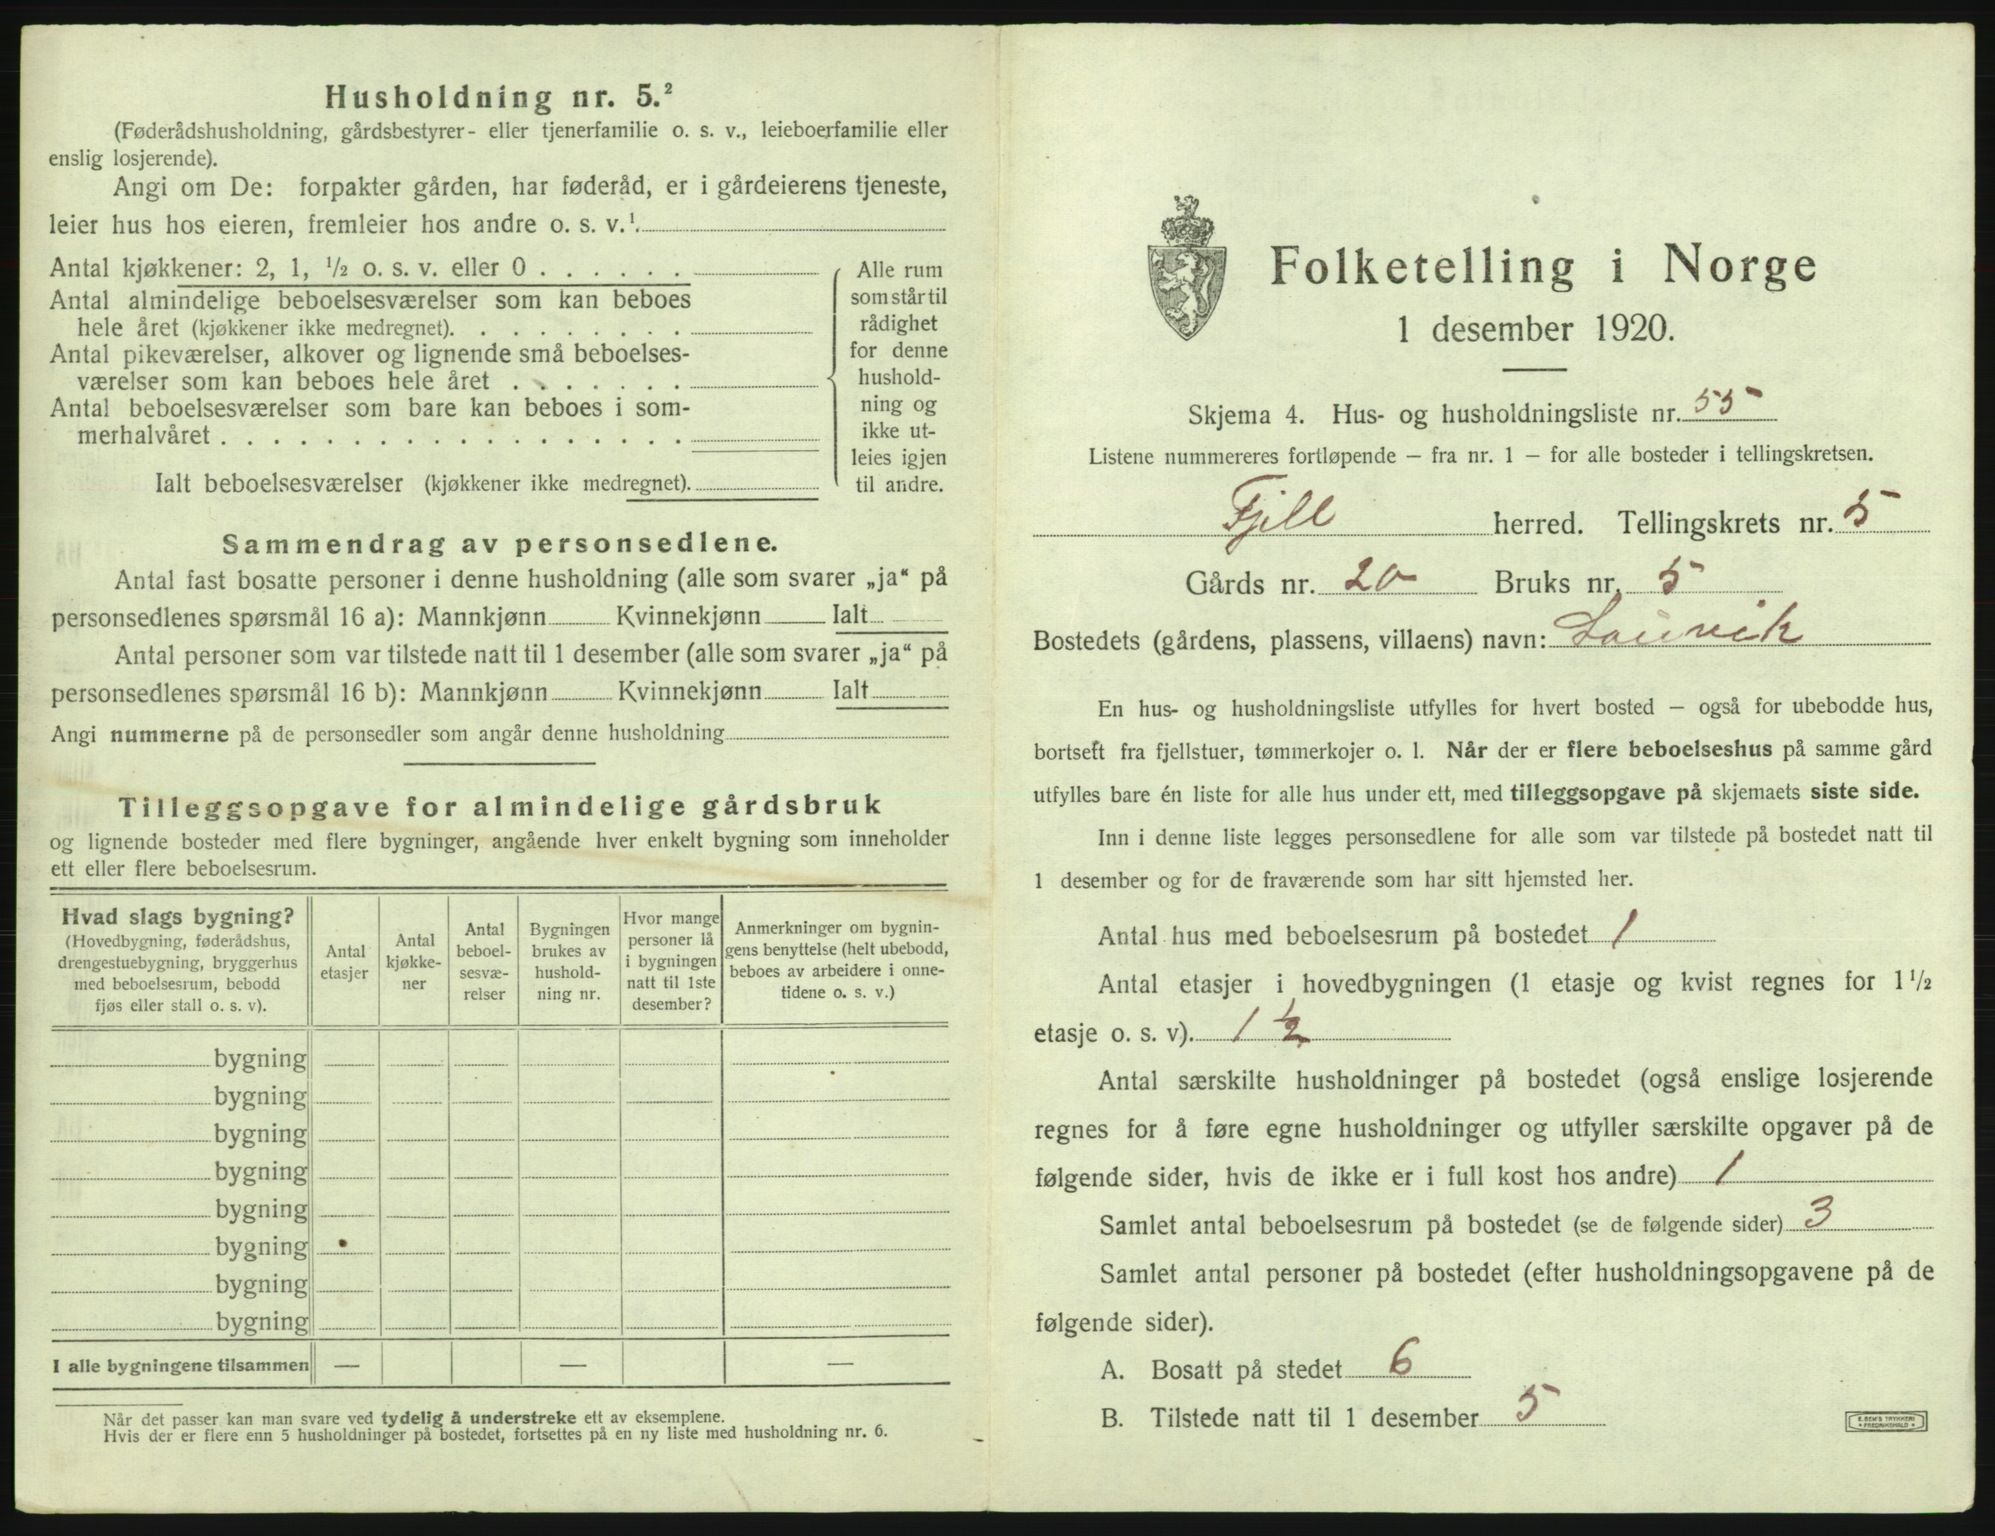 Husholdning nr. 5.²
(Føderådshusholdning, gårdsbestyrer- eller tjenerfamilie o. s. v., leieboerfamilie eller
enslig losjerende).
Angi om De: forpakter gården, har føderåd, er i gårdeierens tjeneste,
leier hus hos eieren, fremleier hos andre o. s. v.¹.
Antal kjøkkener: 2, 1, ½ o. s. v. eller 0 . . . . . .
Antal almindelige beboelsesværelser som kan beboes
hele året (kjøkkener ikke medregnet). . . . . . . . .
Antal pikeværelser, alkover og lignende små beboelses-
værelser som kan beboes hele året . . . . . . .
Antal beboelsesværelser som bare kan beboes i som-
merhalvåret . . . . . . . . . . . . . . . . . .
Ialt beboelsesværelser (kjøkkener ikke medregnet).
Alle rum
som står til
rådighet
for denne
hushold-
ning og
ikke ut-
leies igjen
til andre.
Sammendrag av personsedlene.
Antal fast bosatte personer i denne husholdning (alle som svarer „ja“ på
personsedlenes spørsmål 16 a): Mannkjønn Kvinnekjønn Ialt
Antal personer som var tilstede natt til 1 desember (alle som svarer „ja“ på
personsedlenes spørsmål 16 b): Mannkjønn Kvinnekjønn Ialt
Angi nummerne på de personsedler som angår denne husholdning
Tilleggsopgave for almindelige gårdsbruk
og lignende bosteder med flere bygninger, angående hver enkelt bygning som inneholder
ett eller flere beboelsesrum.
Hvad slags bygning?
(Hovedbygning, føderådshus,
drengestuebygning, bryggerhus
med beboelsesrum, bebodd
fjøs eller stall o. s. v).
Antal
etasjer
Antal
kjøkke-
ner
Antal
beboel-
sesvæ-
relser
Bygningen
brukes av
hushold-
ning nr.
Hvor mange
personer lå
i bygningen
natt til 1ste
desember?
Anmerkninger om bygnin-
gens benyttelse (helt ubebodd,
beboes av arbeidere i onne-
tidene o. s. v.)
bygning
bygning
bygning
bygning
bygning
bygning
bygning
bygning
I alle bygningene tilsammen — — —
Når det passer kan man svare ved tydelig å understreke ett av eksemplene.
Hvis der er flere enn 5 husholdninger på bostedet, fortsettes på en ny liste med husholdning nr. 6.
Folketelling i Norge
1 desember 1920.
Skjema 4. Hus- og husholdningsliste nr. 55
Listene nummereres fortløpende – fra nr. 1 – for alle bosteder i tellingskretsen.
Fjell herred. Tellingskrets nr. 5
Gårds nr. 20 Bruks nr. 5
Bostedets (gårdens, plassens, villaens) navn: Louvik
En hus- og husholdningsliste utfylles for hvert bosted – også for ubebodde hus,
bortsett fra fjellstuer, tømmerkojer o. l. Når der er flere beboelseshus på samme gård
utfylles bare én liste for alle hus under ett, med tilleggsopgave på skjemaets siste side.
Inn i denne liste legges personsedlene for alle som var tilstede på bostedet natt til
1 desember og for de fraværende som har sitt hjemsted her.
Antal hus med beboelsesrum på bostedet 1
Antal etasjer i hovedbygningen (1 etasje og kvist regnes for 1½
etasje o. s. v). 1½
Antal særskilte husholdninger på bostedet (også enslige losjerende
regnes for å føre egne husholdninger og utfyller særskilte opgaver på de
følgende sider, hvis de ikke er i full kost hos andre) 1
Samlet antal beboelsesrum på bostedet (se de følgende sider) 3
Samlet antal personer på bostedet (efter husholdningsopgavene på de
følgende sider).
A. Bosatt på stedet 6
B. Tilstede natt til 1 desember 5
E. SEM'S TRYKKERI
FREDRIKSHALD